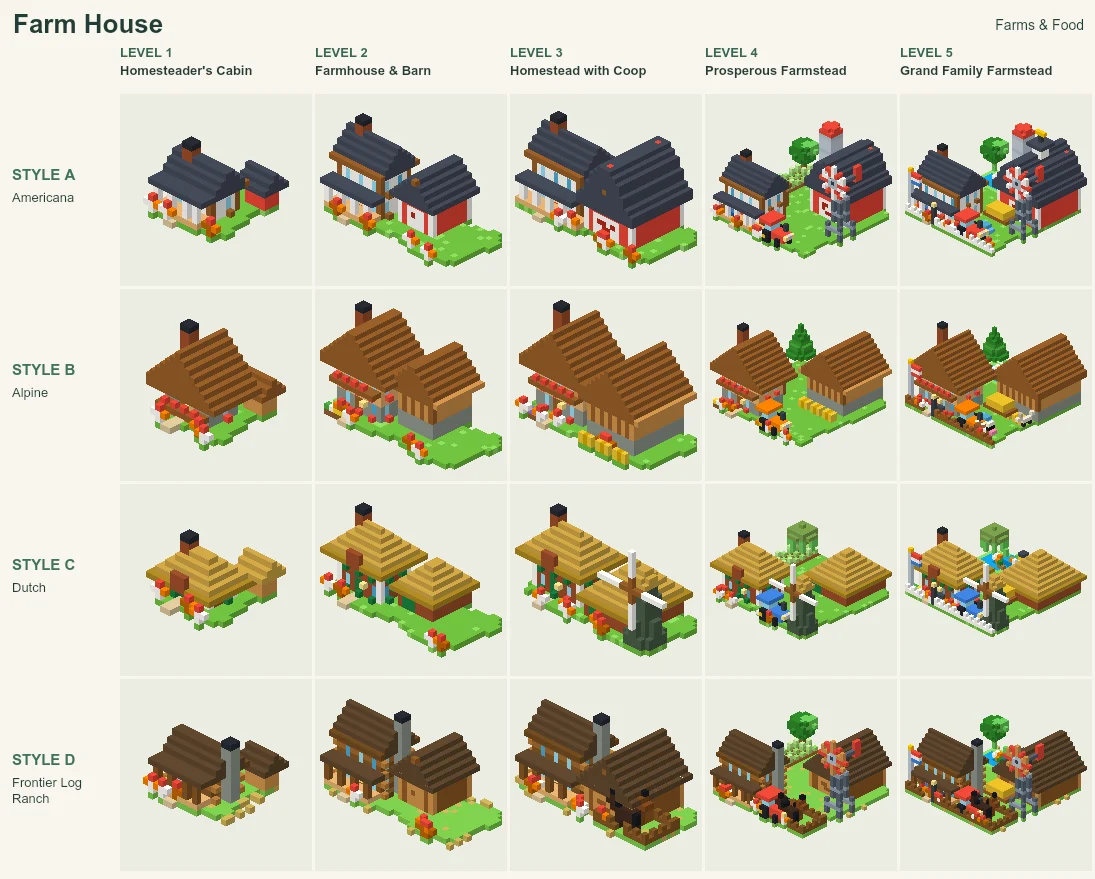 Farm House
Farms & Food
LEVEL 1
Homesteader's Cabin
LEVEL 2
Farmhouse & Barn
LEVEL 3
Homestead with Coop
LEVEL 4
Prosperous Farmstead
LEVEL 5
Grand Family Farmstead
STYLE A
Americana
STYLE B
Alpine
STYLE C
Dutch
STYLE D
Frontier Log
Ranch